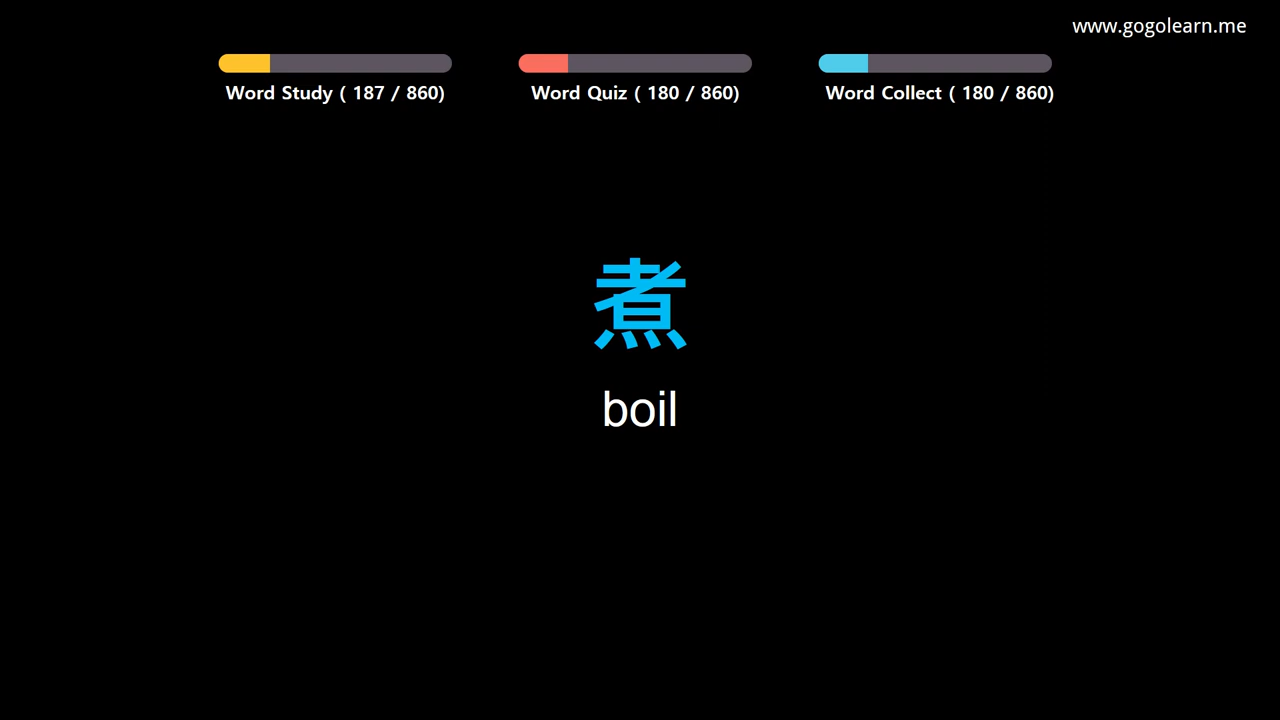 www.gogolearn.me
Word Study ( 187 / 860)
Word Quiz ( 180 / 860)
Word Collect ( 180 / 860)
煮
boil